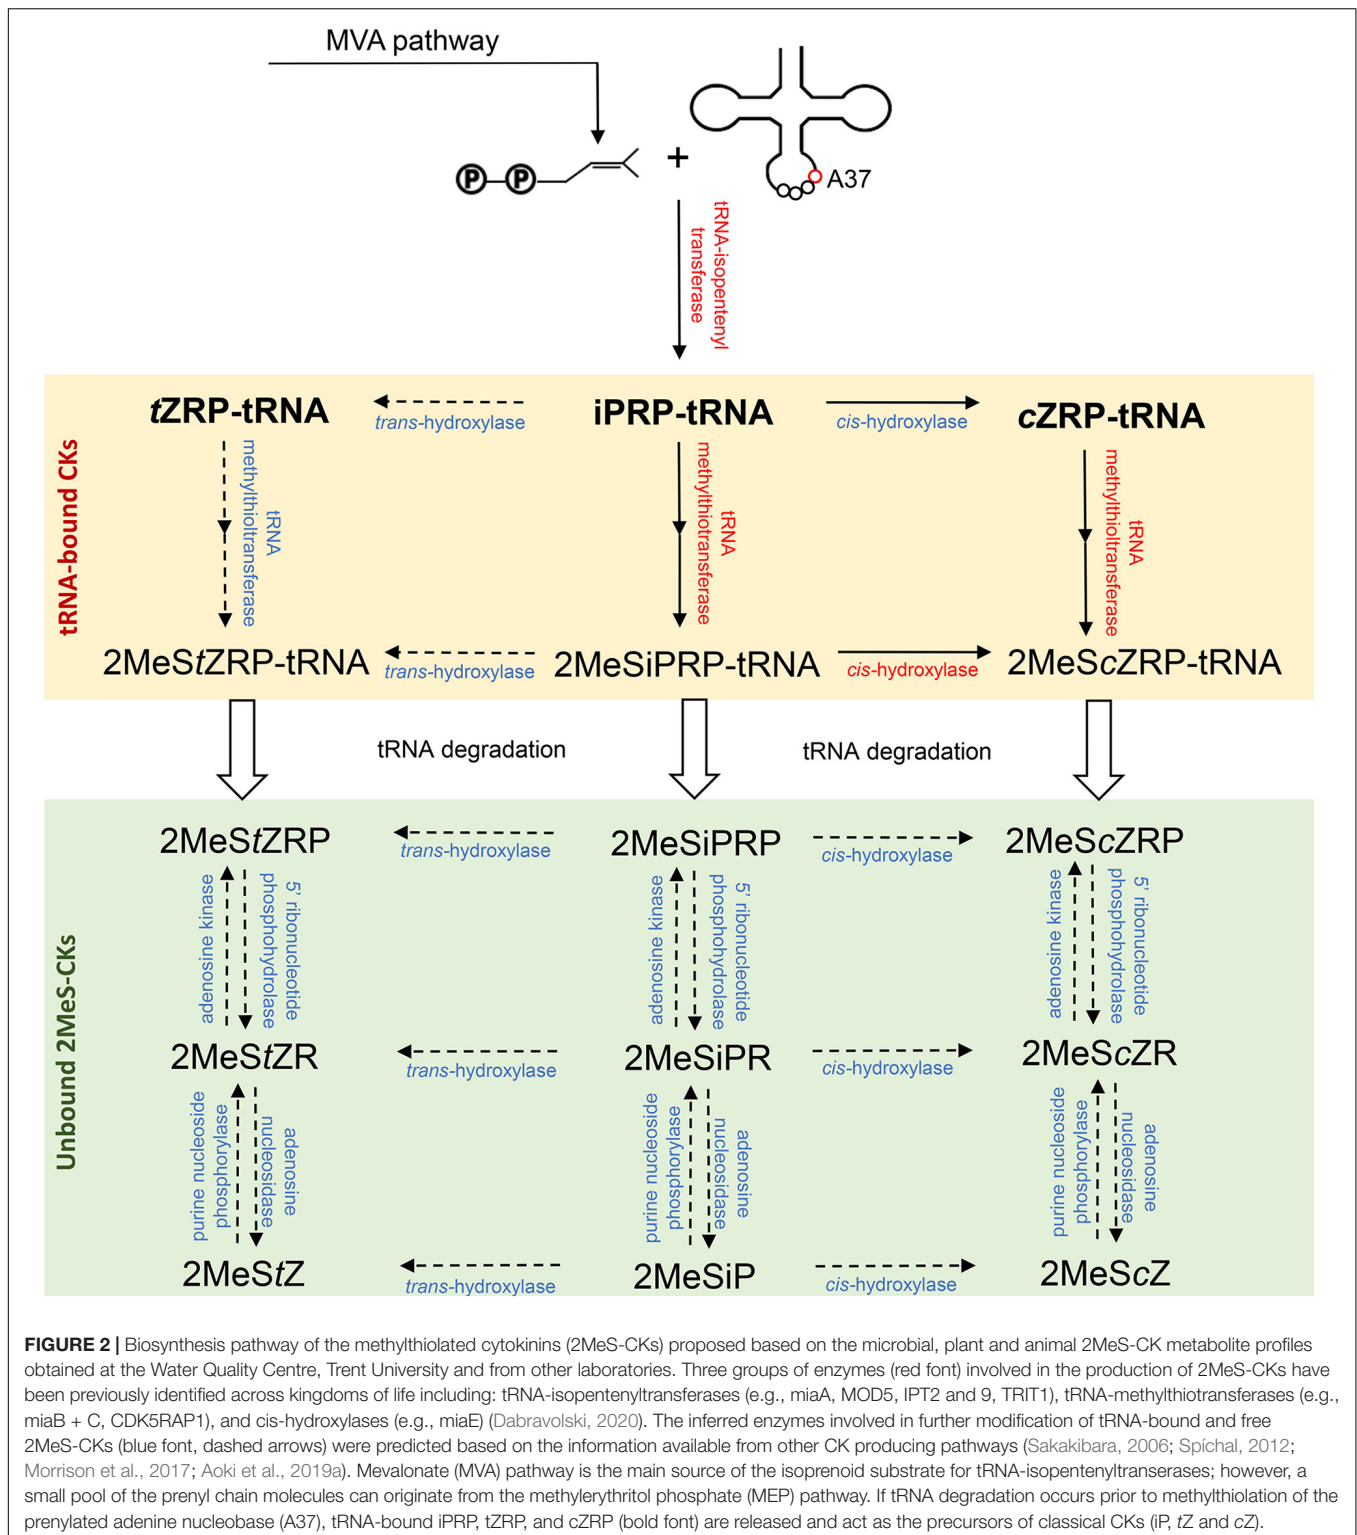 MVA pathway
P
P
+
A37
tRNA-isopentenyl
transferase
tZRP-tRNA
trans-hydroxylase
iPRP-tRNA
cis-hydroxylase
cZRP-tRNA
tRNA-bound CKs
tRNA
methylthioltransferase
tRNA
methylthiotransferase
tRNA
methylthioltransferase
2MeStZRP-tRNA
trans-hydroxylase
2MeSiPRP-tRNA
cis-hydroxylase
2MeScZRP-tRNA
tRNA degradation
tRNA degradation
Unbound 2MeS-CKs
2MeStZRP
trans-hydroxylase
2MeSiPRP
cis-hydroxylase
2MeScZRP
adenosine kinase
5' ribonucleotide
phosphohydrolase
adenosine kinase
5' ribonucleotide
phosphohydrolase
adenosine kinase
5' ribonucleotide
phosphohydrolase
2MeStZR
trans-hydroxylase
2MeSiPR
cis-hydroxylase
2MeScZR
purine nucleoside
phosphorylase
adenosine
nucleosidase
purine nucleoside
phosphorylase
adenosine
nucleosidase
purine nucleoside
phosphorylase
adenosine
nucleosidase
2MeStZ
trans-hydroxylase
2MeSiP
cis-hydroxylase
2MeScZ
FIGURE 2 | Biosynthesis pathway of the methylthiolated cytokinins (2MeS-CKs) proposed based on the microbial, plant and animal 2MeS-CK metabolite profiles
obtained at the Water Quality Centre, Trent University and from other laboratories. Three groups of enzymes (red font) involved in the production of 2MeS-CKs have
been previously identified across kingdoms of life including: tRNA-isopentenyltransferases (e.g., miaA, MOD5, IPT2 and 9, TRIT1), tRNA-methylthiotransferases (e.g.,
miaB + C, CDK5RAP1), and cis-hydroxylases (e.g., miaE) (Dabravolski, 2020). The inferred enzymes involved in further modification of tRNA-bound and free
2MeS-CKs (blue font, dashed arrows) were predicted based on the information available from other CK producing pathways (Sakakibara, 2006; Spíchal, 2012;
Morrison et al., 2017; Aoki et al., 2019a). Mevalonate (MVA) pathway is the main source of the isoprenoid substrate for tRNA-isopentenyltranserases; however, a
small pool of the prenyl chain molecules can originate from the methylerythritol phosphate (MEP) pathway. If tRNA degradation occurs prior to methylthiolation of the
prenylated adenine nucleobase (A37), tRNA-bound iPRP, tZRP, and cZRP (bold font) are released and act as the precursors of classical CKs (iP, tZ and cZ).